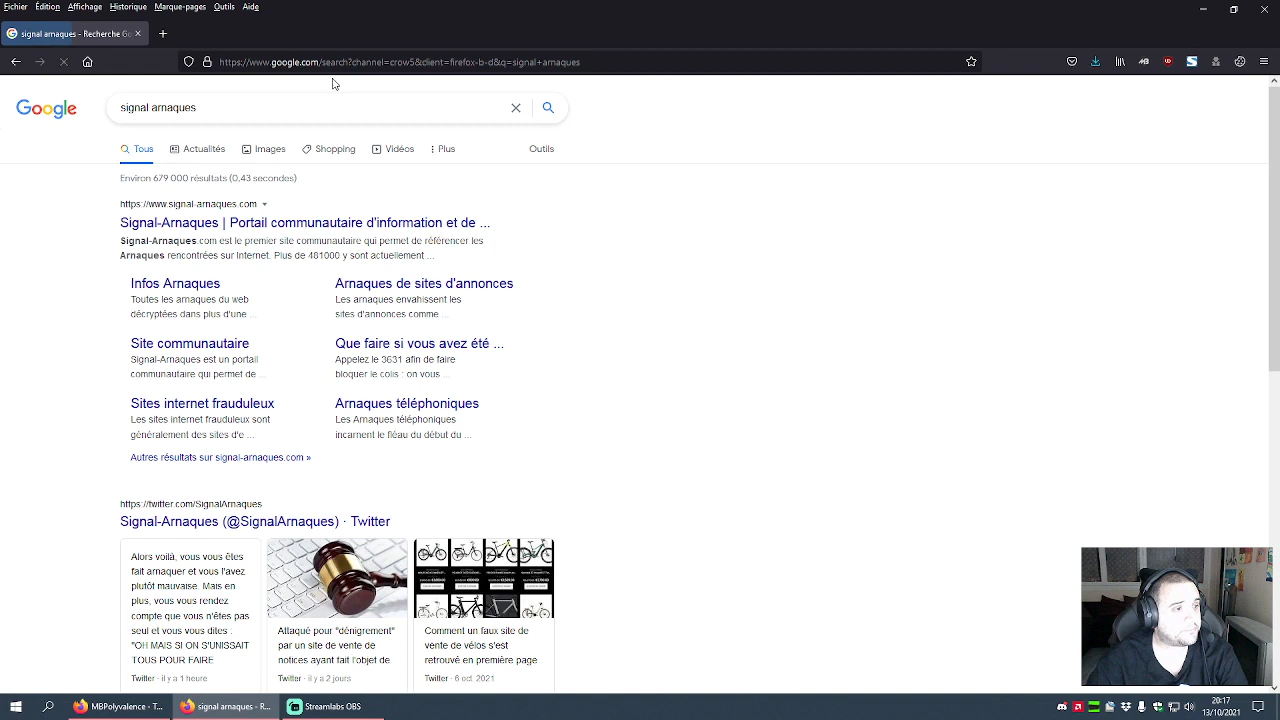 Fichier Édition Affichage Historique Marque-pages Outils Aide
signal arnaques - Recherche Go
https://www.google.com/search?channel=crow5&client=firefox-b-d&q=signal+arnaques
Google
signal arnaques
Tous Actualités Images Shopping Vidéos Plus Outils
Environ 679 000 résultats (0,43 secondes)
https://www.signal-arnaques.com
Signal-Arnaques | Portail communautaire d'information et de ...
Signal-Arnaques.com est le premier site communautaire qui permet de référencer les
Arnaques rencontrées sur Internet. Plus de 481000 y sont actuellement ...
Infos Arnaques
Toutes les arnaques du web
décryptées dans plus d'une ...
Arnaques de sites d'annonces
Les arnaques envahissent les
sites d'annonces comme ...
Site communautaire
Signal-Arnaques est un portail
communautaire qui permet de ...
Que faire si vous avez été ...
Appelez le 3631 afin de faire
bloquer le colis : on vous ...
Sites internet frauduleux
Les sites internet frauduleux sont
généralement des sites d'e ...
Arnaques téléphoniques
Les Arnaques téléphoniques
incarnent le fléau du début du ...
Autres résultats sur signal-arnaques.com »
https://twitter.com/SignalArnaques
Signal-Arnaques (@SignalArnaques) · Twitter
Alors voilà, vous vous êtes
fait arnaquer et vous l'avez
plutôt mauvaise. Mais en
plus, vous vous rendez
compte que vous n'êtes pas
seul et vous vous dites :
"OH MAIS SI ON S'UNISSAIT
TOUS POUR FAIRE
Twitter · il y a 1 heure
Attaqué pour "dénigrement"
par un site de vente de
notices ayant fait l'objet de
Twitter · il y a 2 jours
Comment un faux site de
vente de vélos s'est
retrouvé en première page
Twitter · 6 oct. 2021
MBPolyvalence - T...
signal arnaques - R...
Streamlabs OBS
20:17
13/10/2021